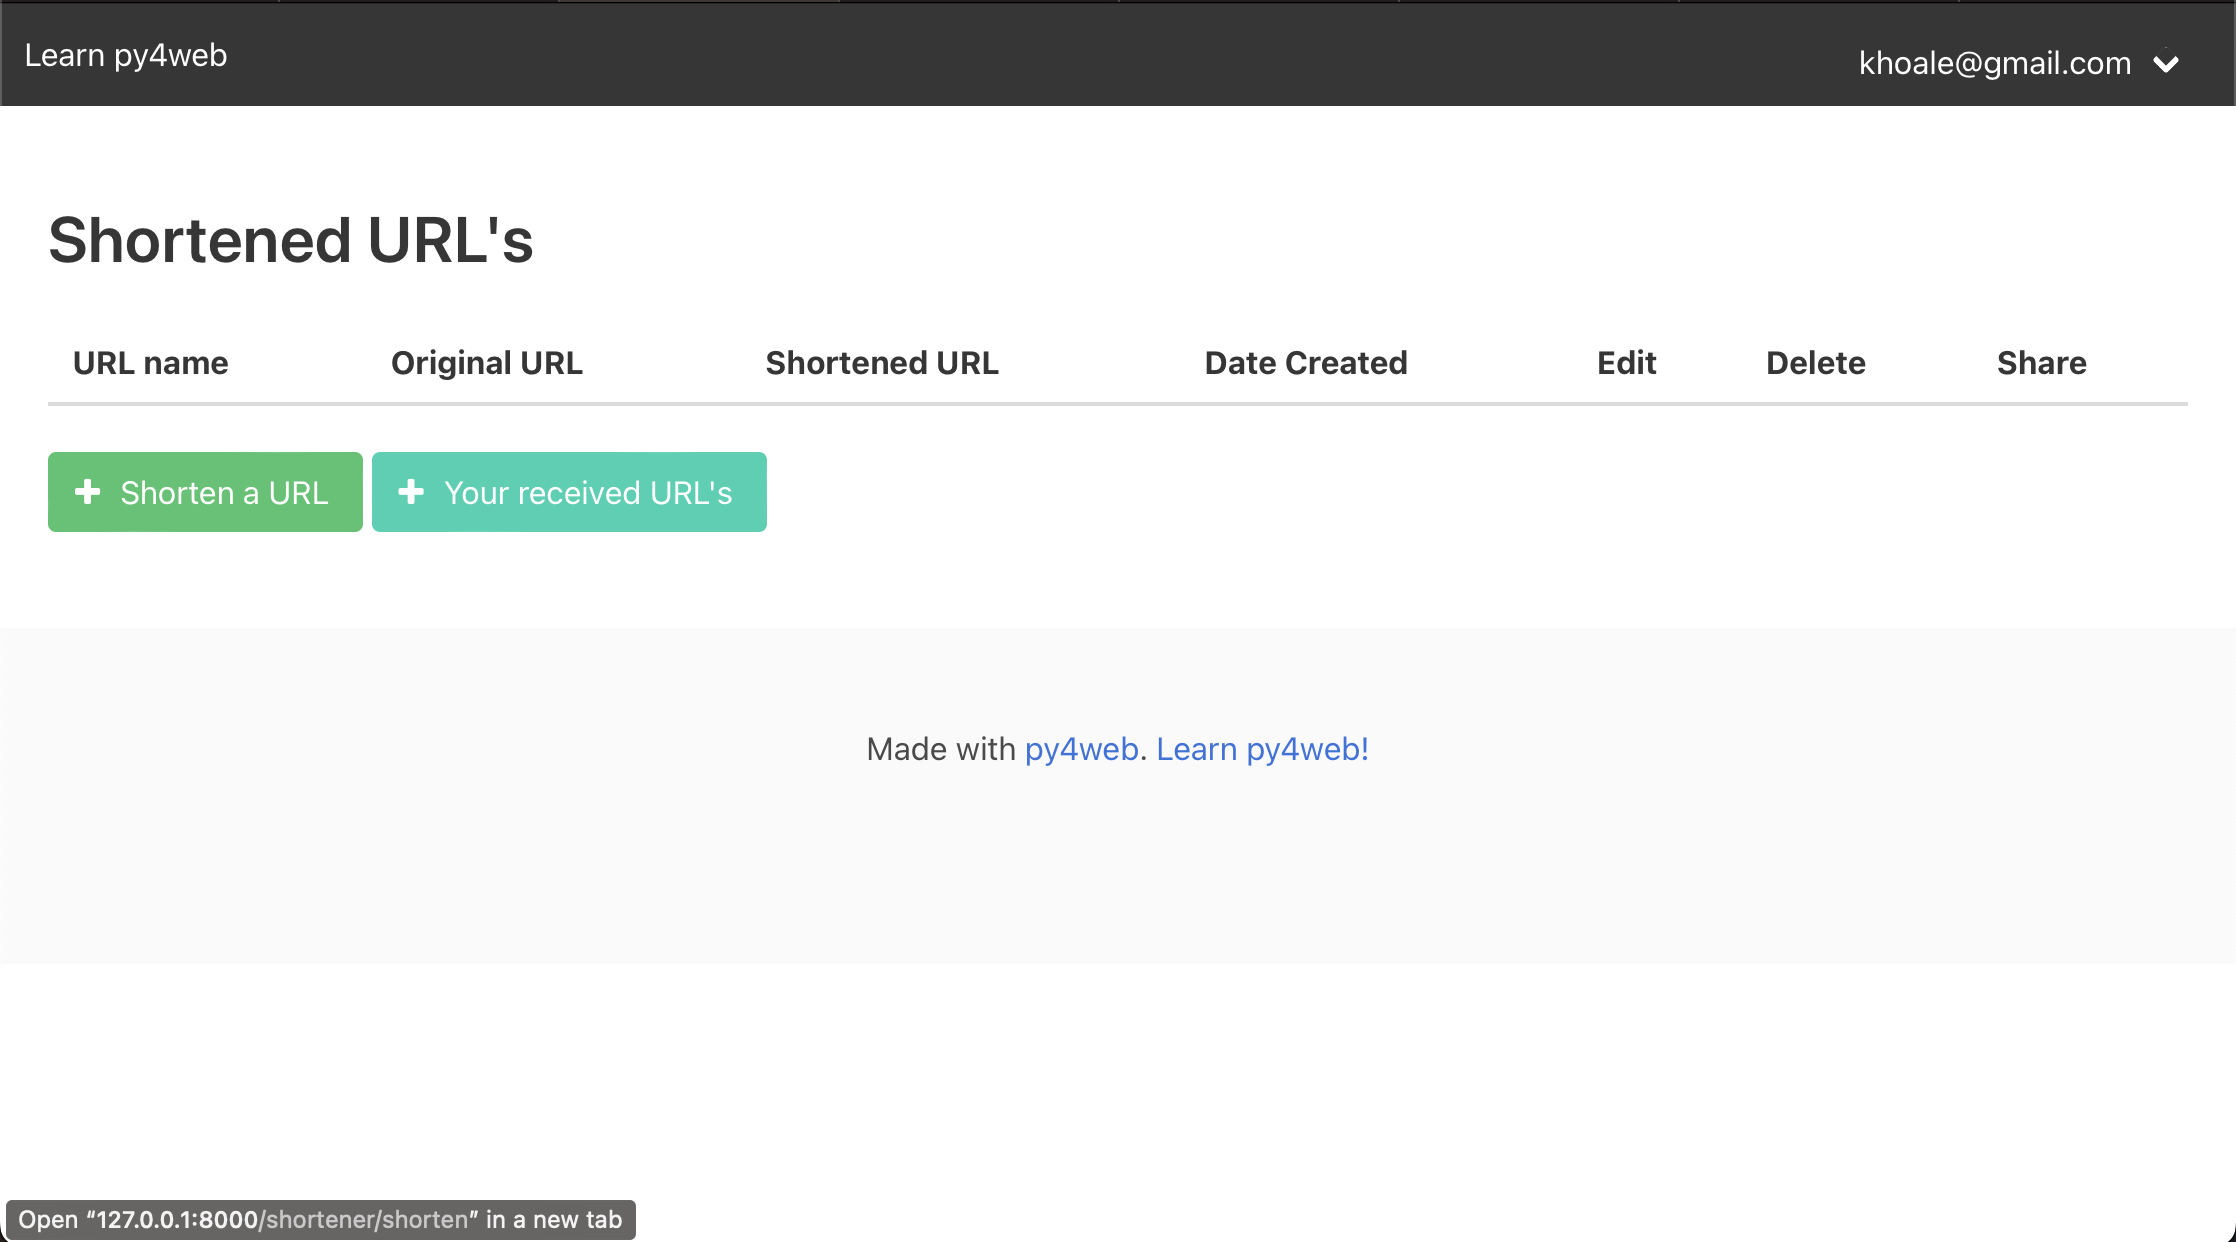 Learn py4web
khoale@gmail.com
Shortened URL's
URL name Original URL Shortened URL Date Created Edit Delete Share
Shorten a URL Your received URL's
Made with py4web. Learn py4web!
Open “127.0.0.1:8000/shortener/shorten” in a new tab